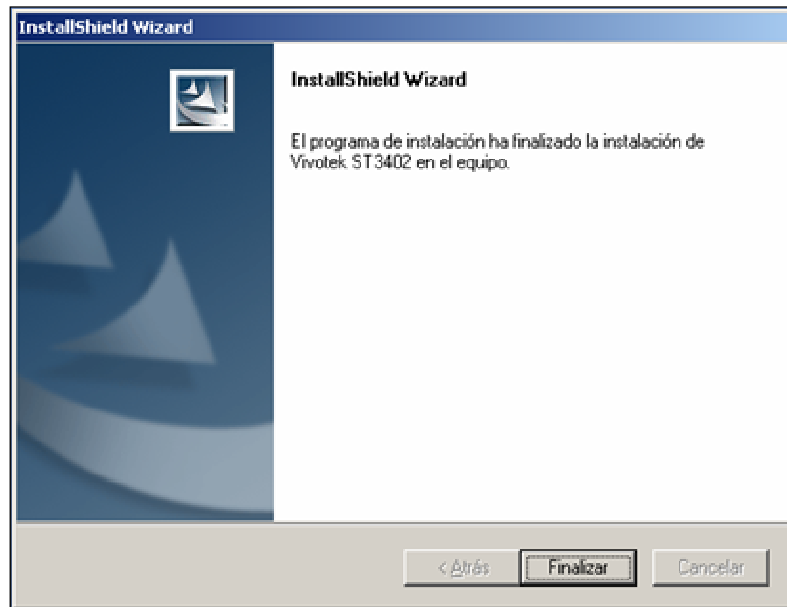 InstallShield Wizard
InstallShield Wizard
El programa de instalación ha finalizado la instalación de
Vivotek ST3402 en el equipo.
< Atrás
Finalizar
Cancelar